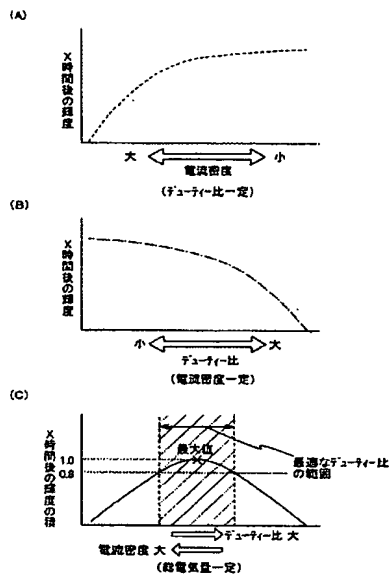 (A)
X時間後の輝度
大 小
電流密度
(デューティー比一定)
(B)
X時間後の輝度
小 大
デューティー比
(電流密度一定)
(C)
X時間後の輝度の積
最大値
1.0
0.8
最適なデューティー比
の範囲
デューティー比 大
電流密度 大
(総電気量一定)